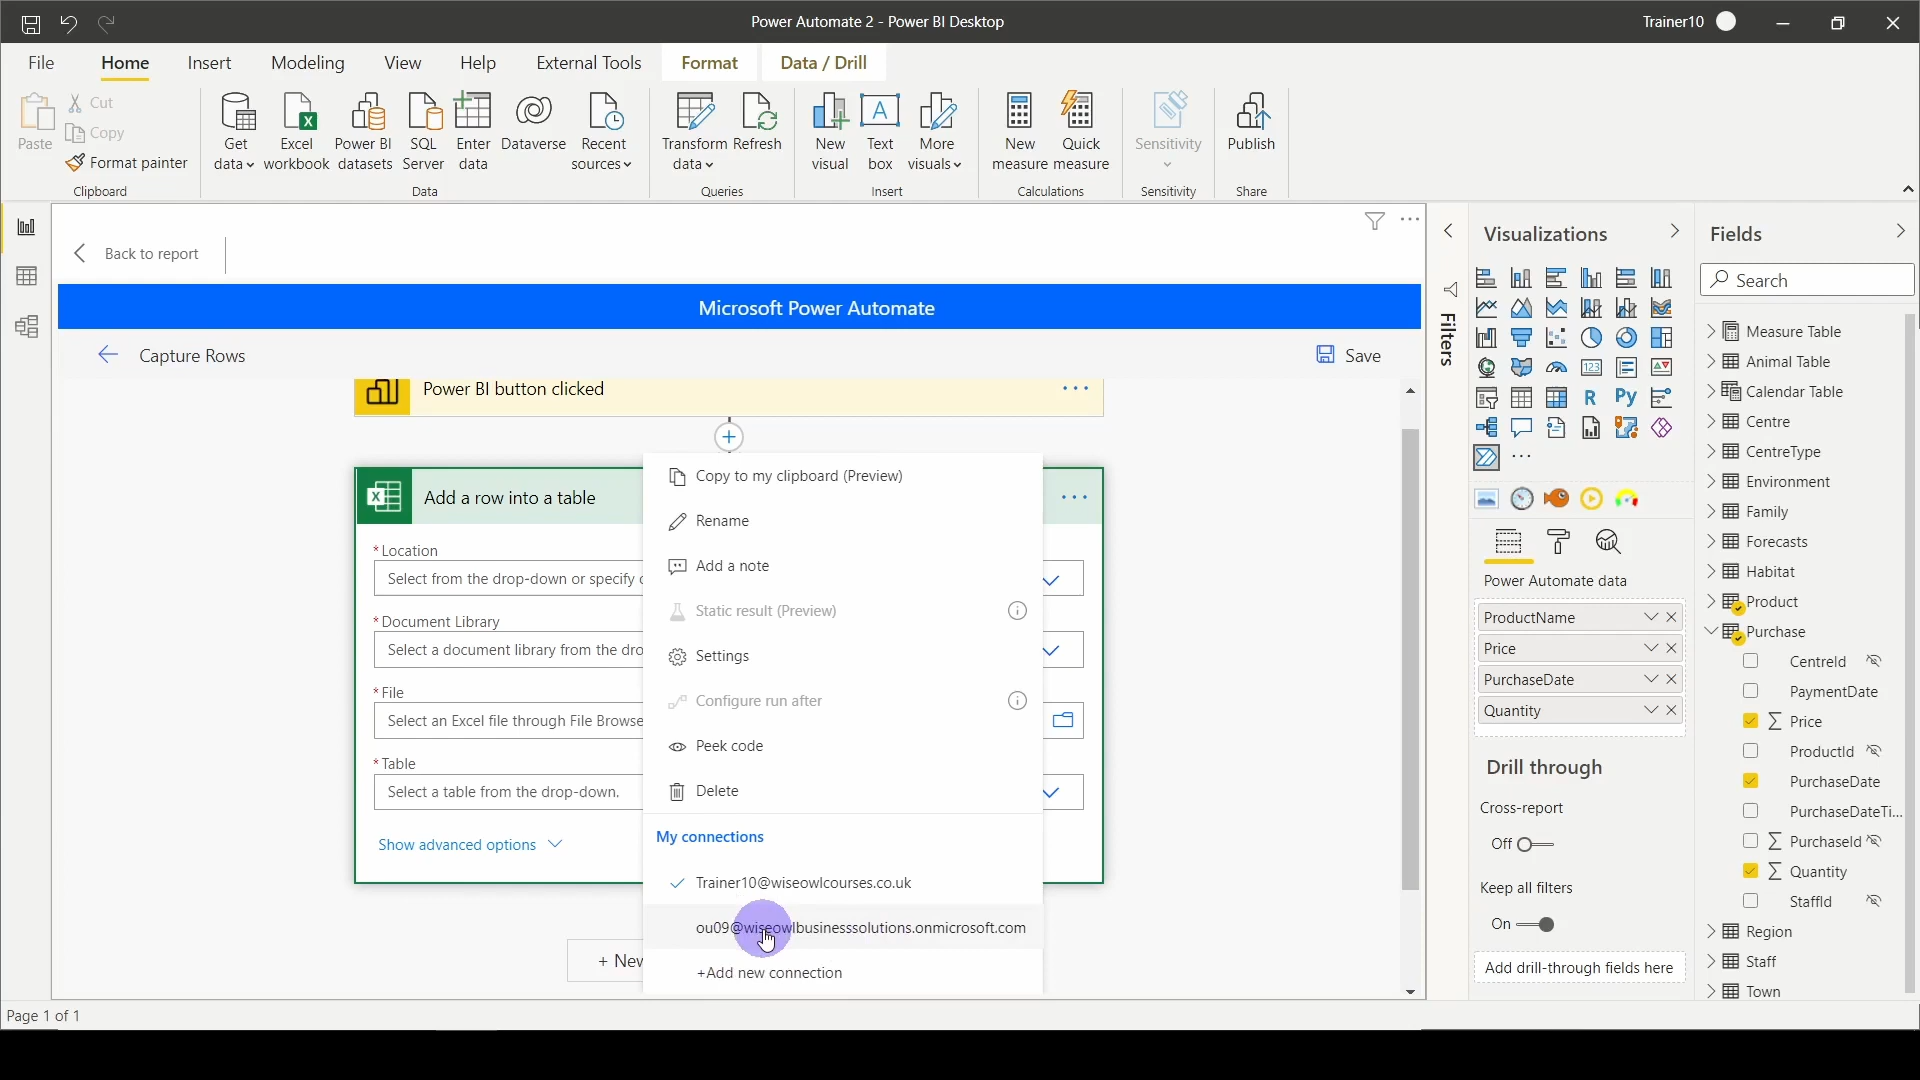 Power Automate 2 - Power BI Desktop
Trainer10
File
Home
Insert
Modeling
View
Help
External Tools
Format
Data / Drill
Paste
Cut
Copy
Format painter
Clipboard
Get data
Excel workbook
Power BI datasets
SQL Server
Enter data
Dataverse
Recent sources
Data
Transform data
Refresh
Queries
New visual
Text box
More visuals
Insert
New measure
Quick measure
Calculations
Sensitivity
Sensitivity
Publish
Share
Back to report
Microsoft Power Automate
Capture Rows
Save
Power BI button clicked
Add a row into a table
* Location
Select from the drop-down or specify
* Document Library
Select a document library from the dro
* File
Select an Excel file through File Browse
* Table
Select a table from the drop-down.
Show advanced options
+ New
Copy to my clipboard (Preview)
Rename
Add a note
Static result (Preview)
Settings
Configure run after
Peek code
Delete
My connections
Trainer10@wiseowlcourses.co.uk
ou09@wiseowlbusinesssolutions.onmicrosoft.com
+Add new connection
Filters
Visualizations
123
R
Py
Power Automate data
ProductName
Price
PurchaseDate
Quantity
Drill through
Cross-report
Off
Keep all filters
On
Add drill-through fields here
Fields
Search
Measure Table
Animal Table
Calendar Table
Centre
CentreType
Environment
Family
Forecasts
Habitat
Product
Purchase
CentreId
PaymentDate
Price
ProductId
PurchaseDate
PurchaseDateTi...
PurchaseId
Quantity
StaffId
Region
Staff
Town
Page 1 of 1